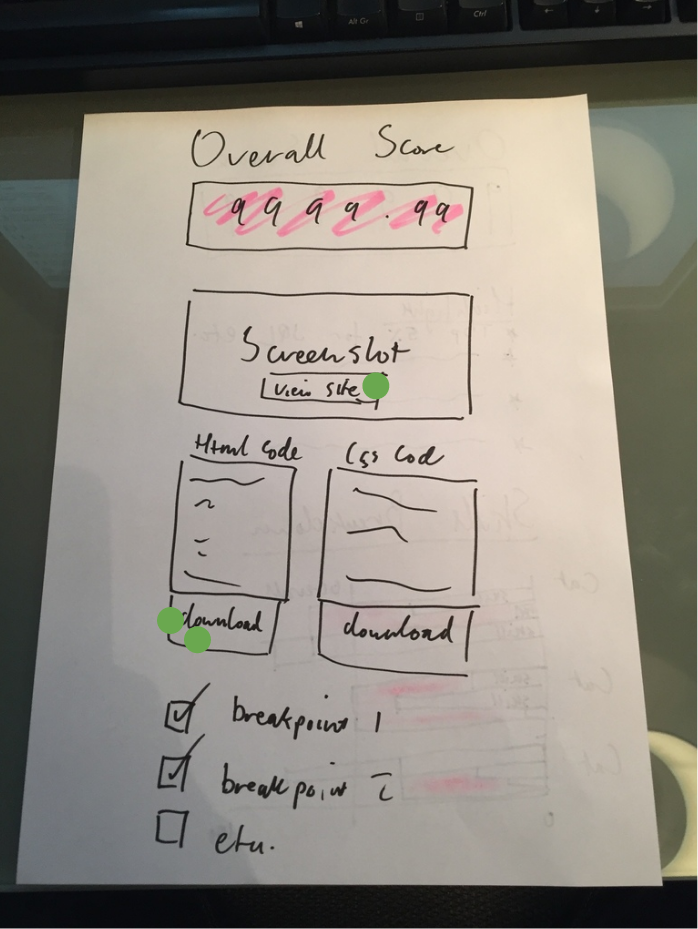 Alt Gr
Ctrl
Overall Score
9999.99
Screenshot
View site
Html Code
Css Cod
download
download
breakpoint 1
breakpoint 2
etc.